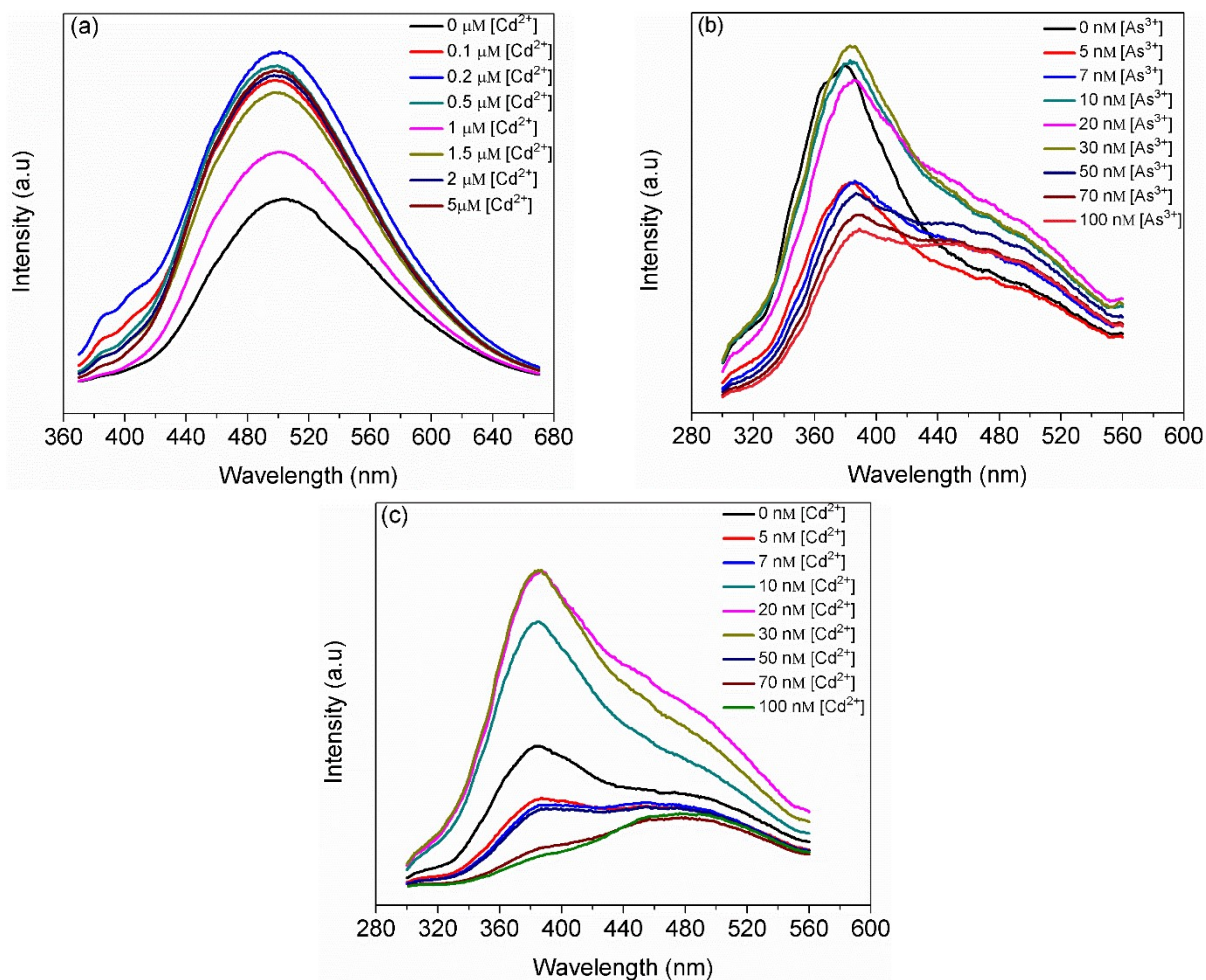 (a)
0 μM [Cd²⁺]
0.1 μM [Cd²⁺]
0.2 μM [Cd²⁺]
0.5 μM [Cd²⁺]
1 μM [Cd²⁺]
1.5 μM [Cd²⁺]
2 μM [Cd²⁺]
5μM [Cd²⁺]
Intensity (a.u)
360 400 440 480 520 560 600 640 680
Wavelength (nm)
(b)
0 nM [As³⁺]
5 nM [As³⁺]
7 nM [As³⁺]
10 nM [As³⁺]
20 nM [As³⁺]
30 nM [As³⁺]
50 nM [As³⁺]
70 nM [As³⁺]
100 nM [As³⁺]
Intensity (a.u)
280 320 360 400 440 480 520 560 600
Wavelength (nm)
(c)
0 nM [Cd²⁺]
5 nM [Cd²⁺]
7 nM [Cd²⁺]
10 nM [Cd²⁺]
20 nM [Cd²⁺]
30 nM [Cd²⁺]
50 nM [Cd²⁺]
70 nM [Cd²⁺]
100 nM [Cd²⁺]
Intensity (a.u)
280 320 360 400 440 480 520 560 600
Wavelength (nm)